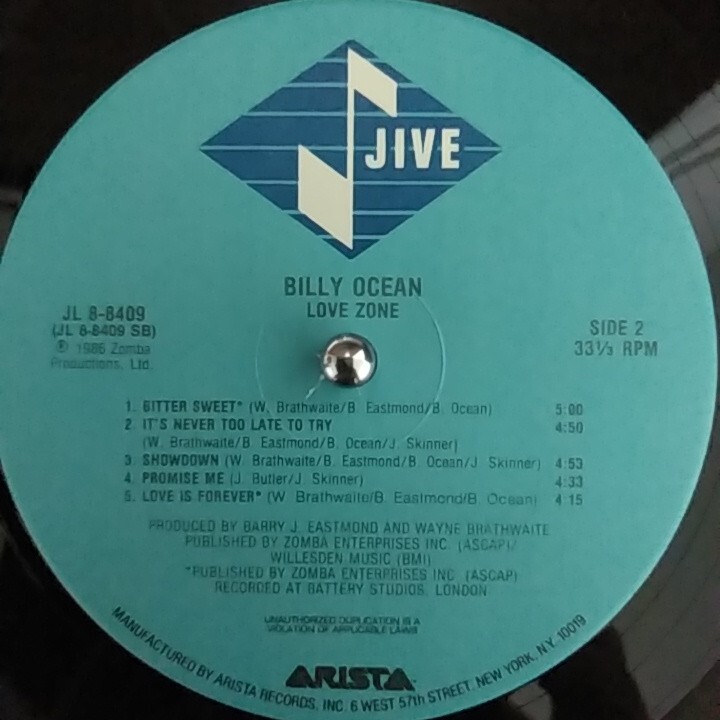 JIVE
BILLY OCEAN
LOVE ZONE
JL 8-8409
(JL 8-8409 SB)
℗ 1986 Zomba
Productions, Ltd.
SIDE 2
33⅓ RPM
1. BITTER SWEET* (W. Brathwaite/B. Eastmond/B. Ocean) 5:00
2. IT'S NEVER TOO LATE TO TRY 4:50
(W. Brathwaite/B. Eastmond/B. Ocean/J. Skinner)
3. SHOWDOWN (W. Brathwaite/B. Eastmond/B. Ocean/J. Skinner) 4:53
4. PROMISE ME (J. Butler/J. Skinner) 4:33
5. LOVE IS FOREVER* (W. Brathwaite/B. Eastmond/B. Ocean) 4:15
PRODUCED BY BARRY J. EASTMOND AND WAYNE BRATHWAITE
PUBLISHED BY ZOMBA ENTERPRISES INC. (ASCAP)/
WILLESDEN MUSIC (BMI)
*PUBLISHED BY ZOMBA ENTERPRISES INC. (ASCAP)
RECORDED AT BATTERY STUDIOS, LONDON.
UNAUTHORIZED DUPLICATION IS A
VIOLATION OF APPLICABLE LAWS
ARISTA
MANUFACTURED BY ARISTA RECORDS, INC. 6 WEST 57th STREET, NEW YORK, N.Y. 10019